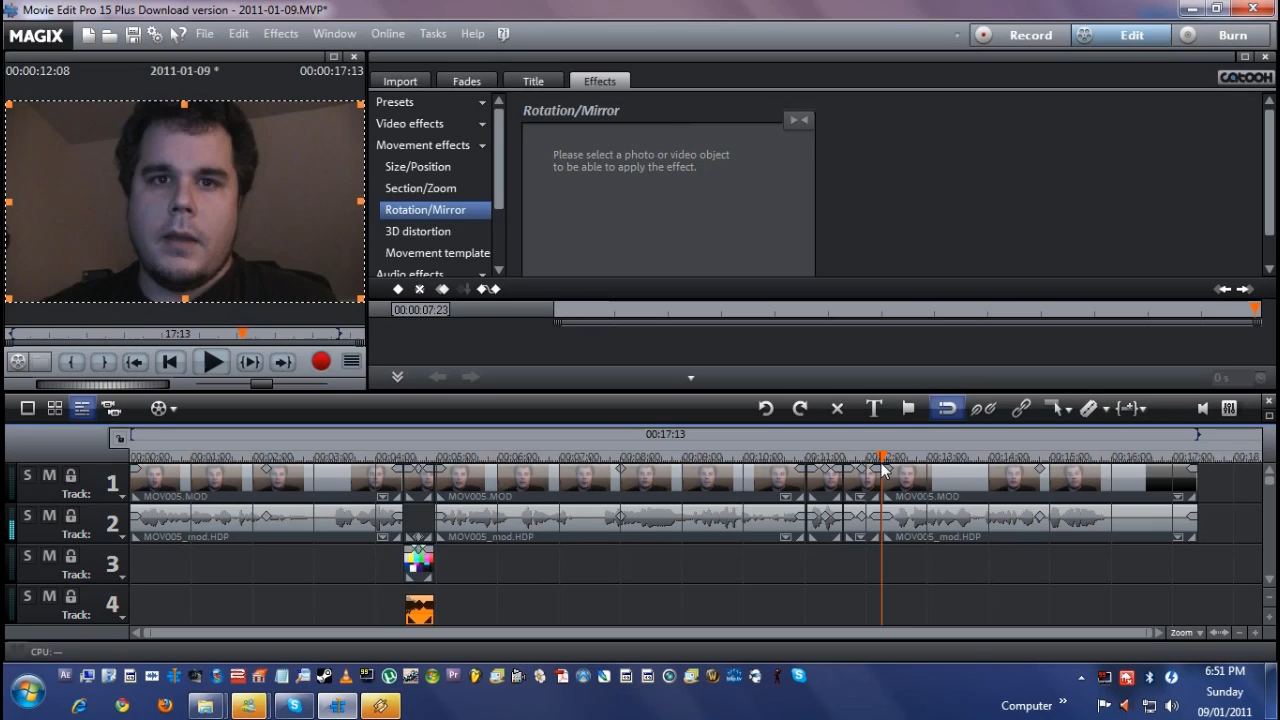 Movie Edit Pro 15 Plus Download version - 2011-01-09.MVP*
MAGIX
File Edit Effects Window Online Tasks Help
Record Edit Burn
00:00:12:08 2011-01-09 * 00:00:17:13
Import Fades Title Effects
CATOOH
Presets
Video effects
Movement effects
Size/Position
Section/Zoom
Rotation/Mirror
3D distortion
Movement template
Audio effects
Rotation/Mirror
Please select a photo or video object
to be able to apply the effect.
00:00:07:23
17:13
0 s
00:17:13
S M Track: 1
MOV005.MOD MOV005.MOD MOV005.MOD
S M Track: 2
MOV005_mod.HDP MOV005_mod.HDP MOV005_mod.HDP
S M Track: 3
S M Track: 4
Zoom
CPU: —
6:51 PM
Sunday
Computer
09/01/2011